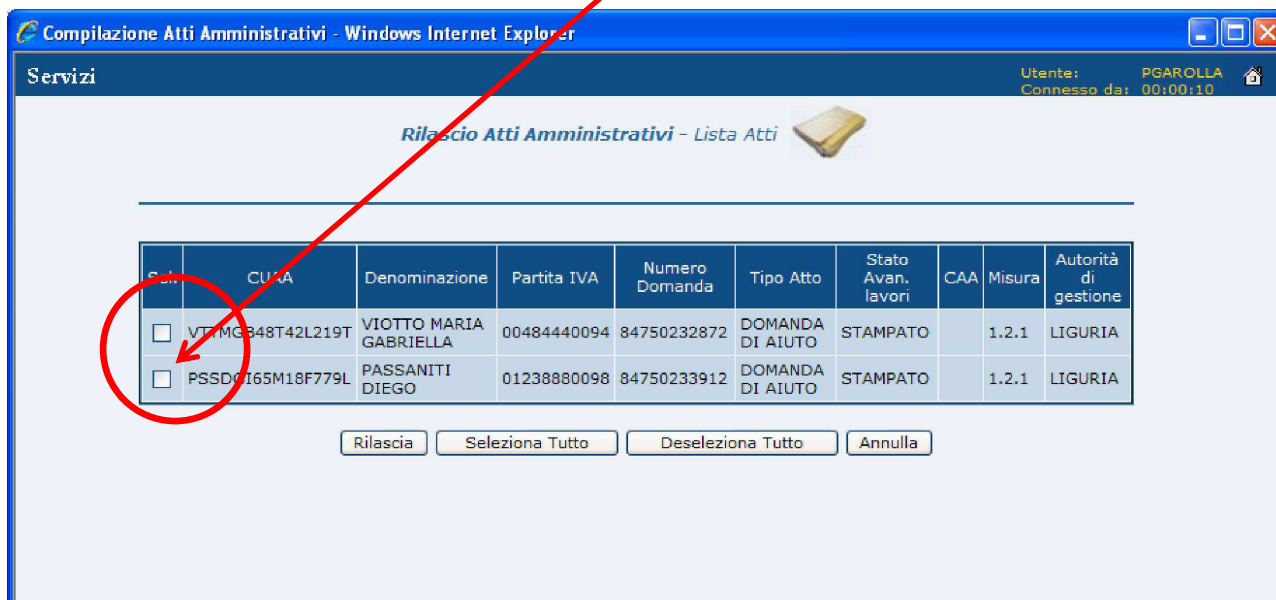 Compilazione Atti Amministrativi - Windows Internet Explorer
Servizi
Utente: PGAROLLA
Connesso da: 00:00:10
Rilascio Atti Amministrativi - Lista Atti
Sel. CUAA Denominazione Partita IVA Numero Domanda Tipo Atto Stato Avan. lavori CAA Misura Autorità di gestione
VIOTTO MARIA GABRIELLA 00484440094 84750232872 DOMANDA DI AIUTO STAMPATO 1.2.1 LIGURIA
PASSANITI DIEGO 01238880098 84750233912 DOMANDA DI AIUTO STAMPATO 1.2.1 LIGURIA
Rilascia Seleziona Tutto Deseleziona Tutto Annulla